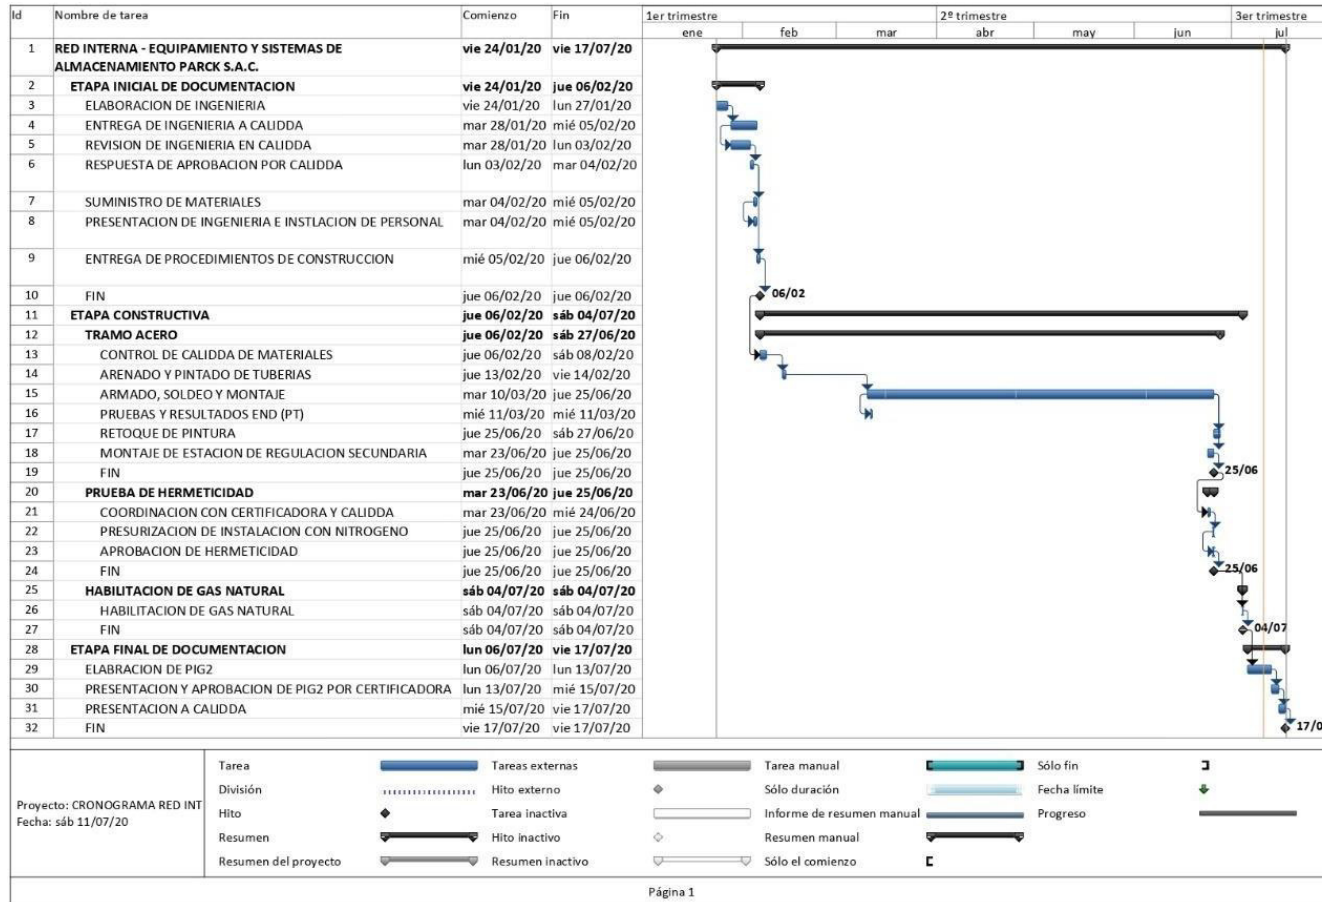 Id Nombre de tarea Comienzo Fin 1er trimestre 2º trimestre 3er trimestre
ene feb mar abr may jun jul
1 RED INTERNA - EQUIPAMIENTO Y SISTEMAS DE vie 24/01/20 vie 17/07/20
ALMACENAMIENTO PARCK S.A.C.
2 ETAPA INICIAL DE DOCUMENTACION vie 24/01/20 jue 06/02/20
3 ELABORACION DE INGENIERIA vie 24/01/20 lun 27/01/20
4 ENTREGA DE INGENIERIA A CALIDDA mar 28/01/20 mié 05/02/20
5 REVISION DE INGENIERIA EN CALIDDA mar 28/01/20 lun 03/02/20
6 RESPUESTA DE APROBACION POR CALIDDA lun 03/02/20 mar 04/02/20
7 SUMINISTRO DE MATERIALES mar 04/02/20 mié 05/02/20
8 PRESENTACION DE INGENIERIA E INSTLACION DE PERSONAL mar 04/02/20 mié 05/02/20
9 ENTREGA DE PROCEDIMIENTOS DE CONSTRUCCION mié 05/02/20 jue 06/02/20
10 FIN jue 06/02/20 jue 06/02/20 06/02
11 ETAPA CONSTRUCTIVA jue 06/02/20 sáb 04/07/20
12 TRAMO ACERO jue 06/02/20 sáb 27/06/20
13 CONTROL DE CALIDDA DE MATERIALES jue 06/02/20 sáb 08/02/20
14 ARENADO Y PINTADO DE TUBERIAS jue 13/02/20 vie 14/02/20
15 ARMADO, SOLDEO Y MONTAJE mar 10/03/20 jue 25/06/20
16 PRUEBAS Y RESULTADOS END (PT) mié 11/03/20 mié 11/03/20
17 RETOQUE DE PINTURA jue 25/06/20 sáb 27/06/20
18 MONTAJE DE ESTACION DE REGULACION SECUNDARIA mar 23/06/20 jue 25/06/20
19 FIN jue 25/06/20 jue 25/06/20 25/06
20 PRUEBA DE HERMETICIDAD mar 23/06/20 jue 25/06/20
21 COORDINACION CON CERTIFICADORA Y CALIDDA mar 23/06/20 mié 24/06/20
22 PRESURIZACION DE INSTALACION CON NITROGENO jue 25/06/20 jue 25/06/20
23 APROBACION DE HERMETICIDAD jue 25/06/20 jue 25/06/20
24 FIN jue 25/06/20 jue 25/06/20 25/06
25 HABILITACION DE GAS NATURAL sáb 04/07/20 sáb 04/07/20
26 HABILITACION DE GAS NATURAL sáb 04/07/20 sáb 04/07/20
27 FIN sáb 04/07/20 sáb 04/07/20 04/07
28 ETAPA FINAL DE DOCUMENTACION lun 06/07/20 vie 17/07/20
29 ELABRACION DE PIG2 lun 06/07/20 lun 13/07/20
30 PRESENTACION Y APROBACION DE PIG2 POR CERTIFICADORA lun 13/07/20 mié 15/07/20
31 PRESENTACION A CALIDDA mié 15/07/20 vie 17/07/20
32 FIN vie 17/07/20 vie 17/07/20 17/0
Proyecto: CRONOGRAMA RED INT
Fecha: sáb 11/07/20
Tarea Tareas externas Tarea manual Sólo fin
División Hito externo Sólo duración Fecha límite
Hito Tarea inactiva Informe de resumen manual Progreso
Resumen Hito inactivo Resumen manual
Resumen del proyecto Resumen inactivo Sólo el comienzo
Página 1